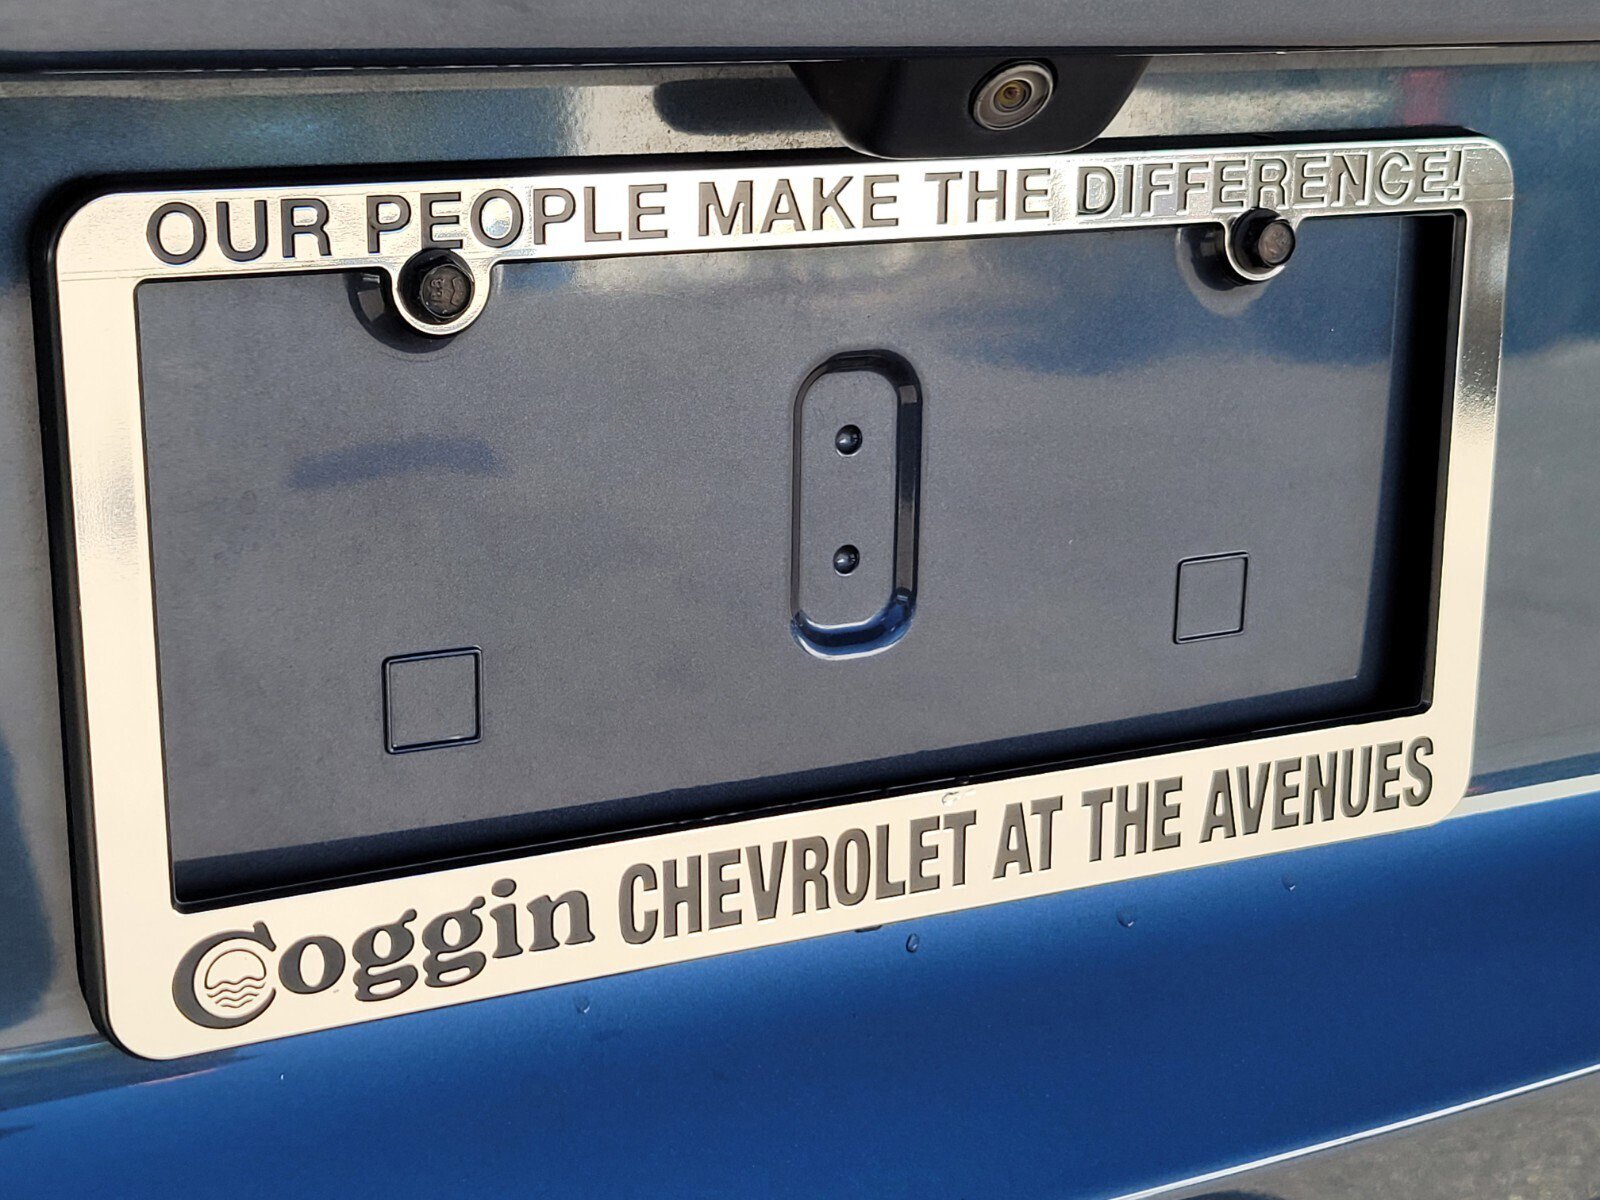 OUR PEOPLE MAKE THE DIFFERENCE!
Coggin CHEVROLET AT THE AVENUES